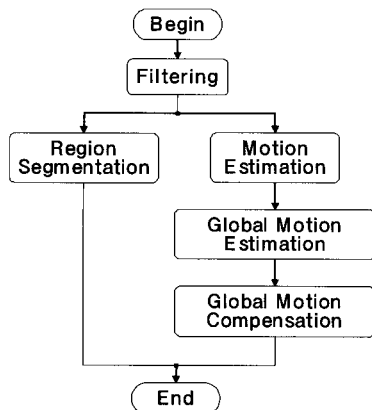 Begin
Filtering
Region
Segmentation
Motion
Estimation
Global Motion
Estimation
Global Motion
Compensation
End